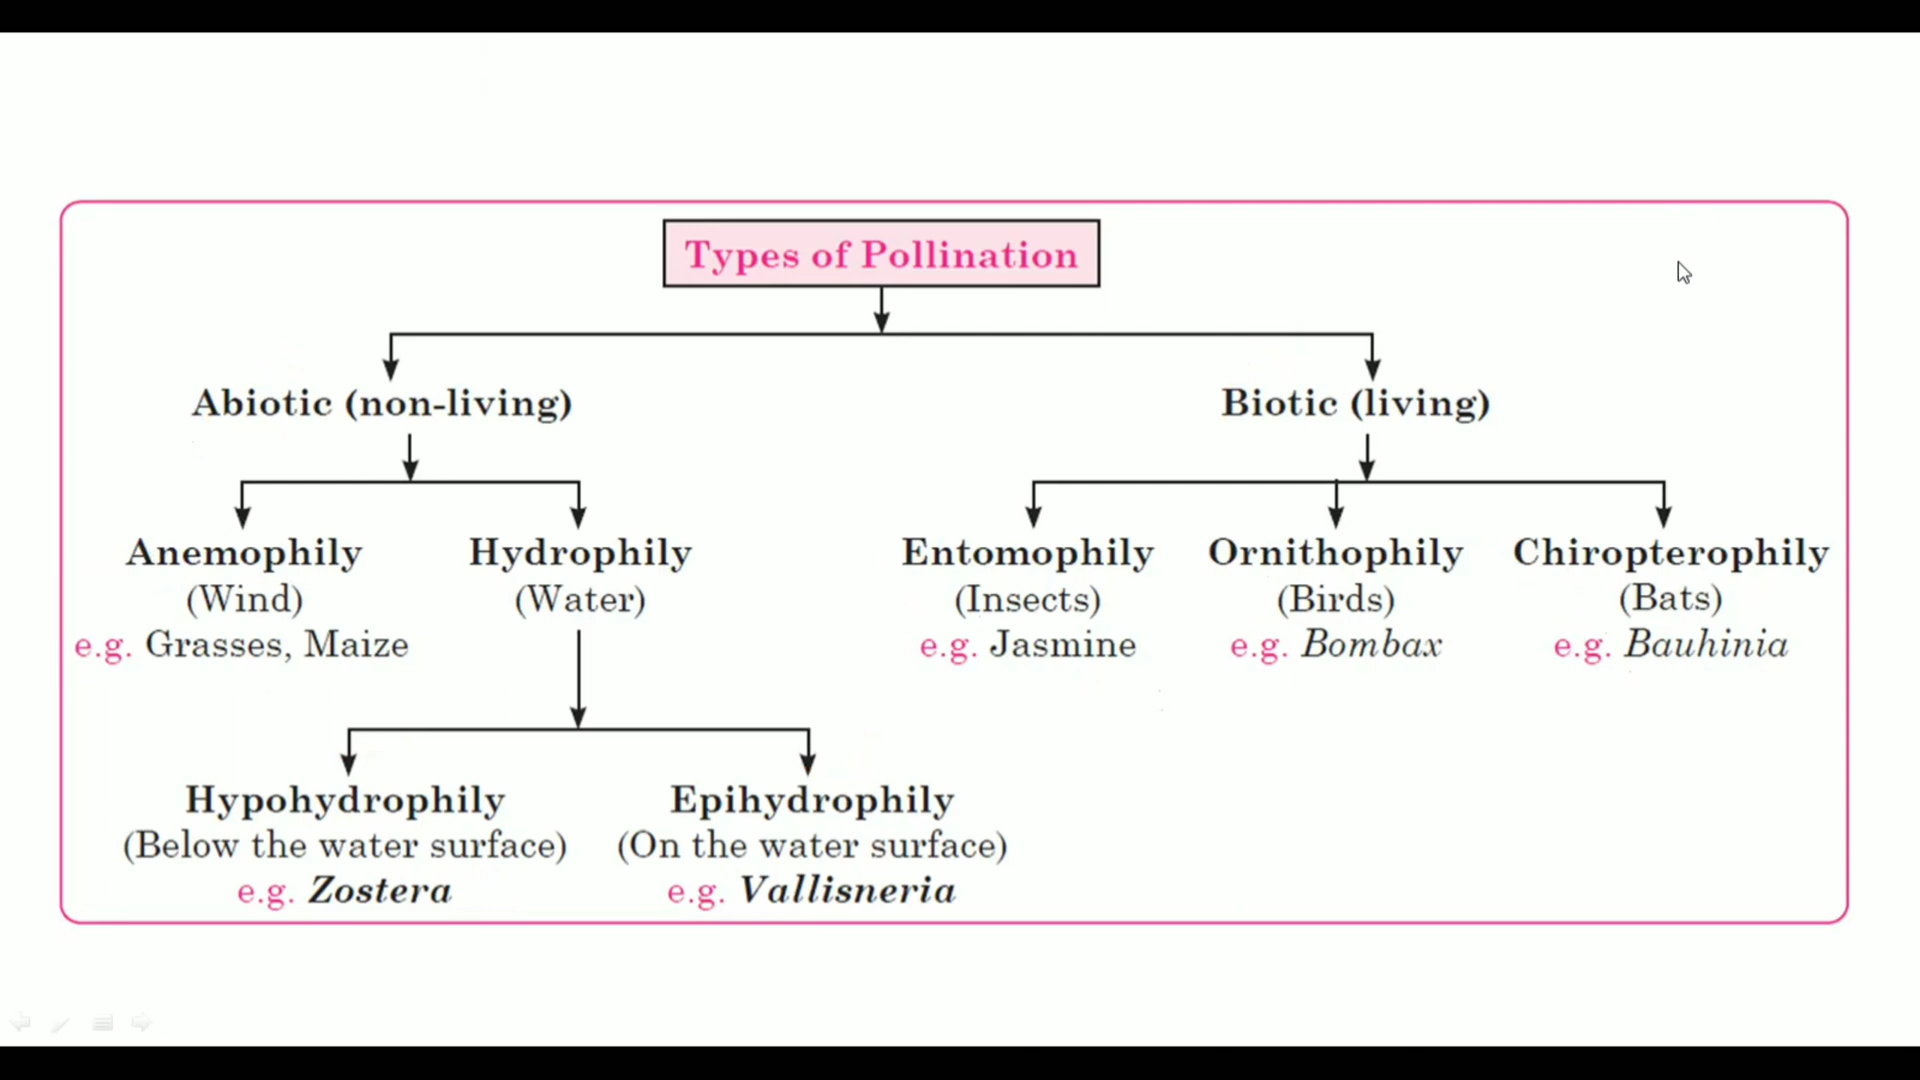 Types of Pollination
Abiotic (non-living)
Biotic (living)
Anemophily
(Wind)
e.g. Grasses, Maize
Hydrophily
(Water)
Entomophily
(Insects)
e.g. Jasmine
Ornithophily
(Birds)
e.g. Bombax
Chiropterophily
(Bats)
e.g. Bauhinia
Hypohydrophily
(Below the water surface)
e.g. Zostera
Epihydrophily
(On the water surface)
e.g. Vallisneria